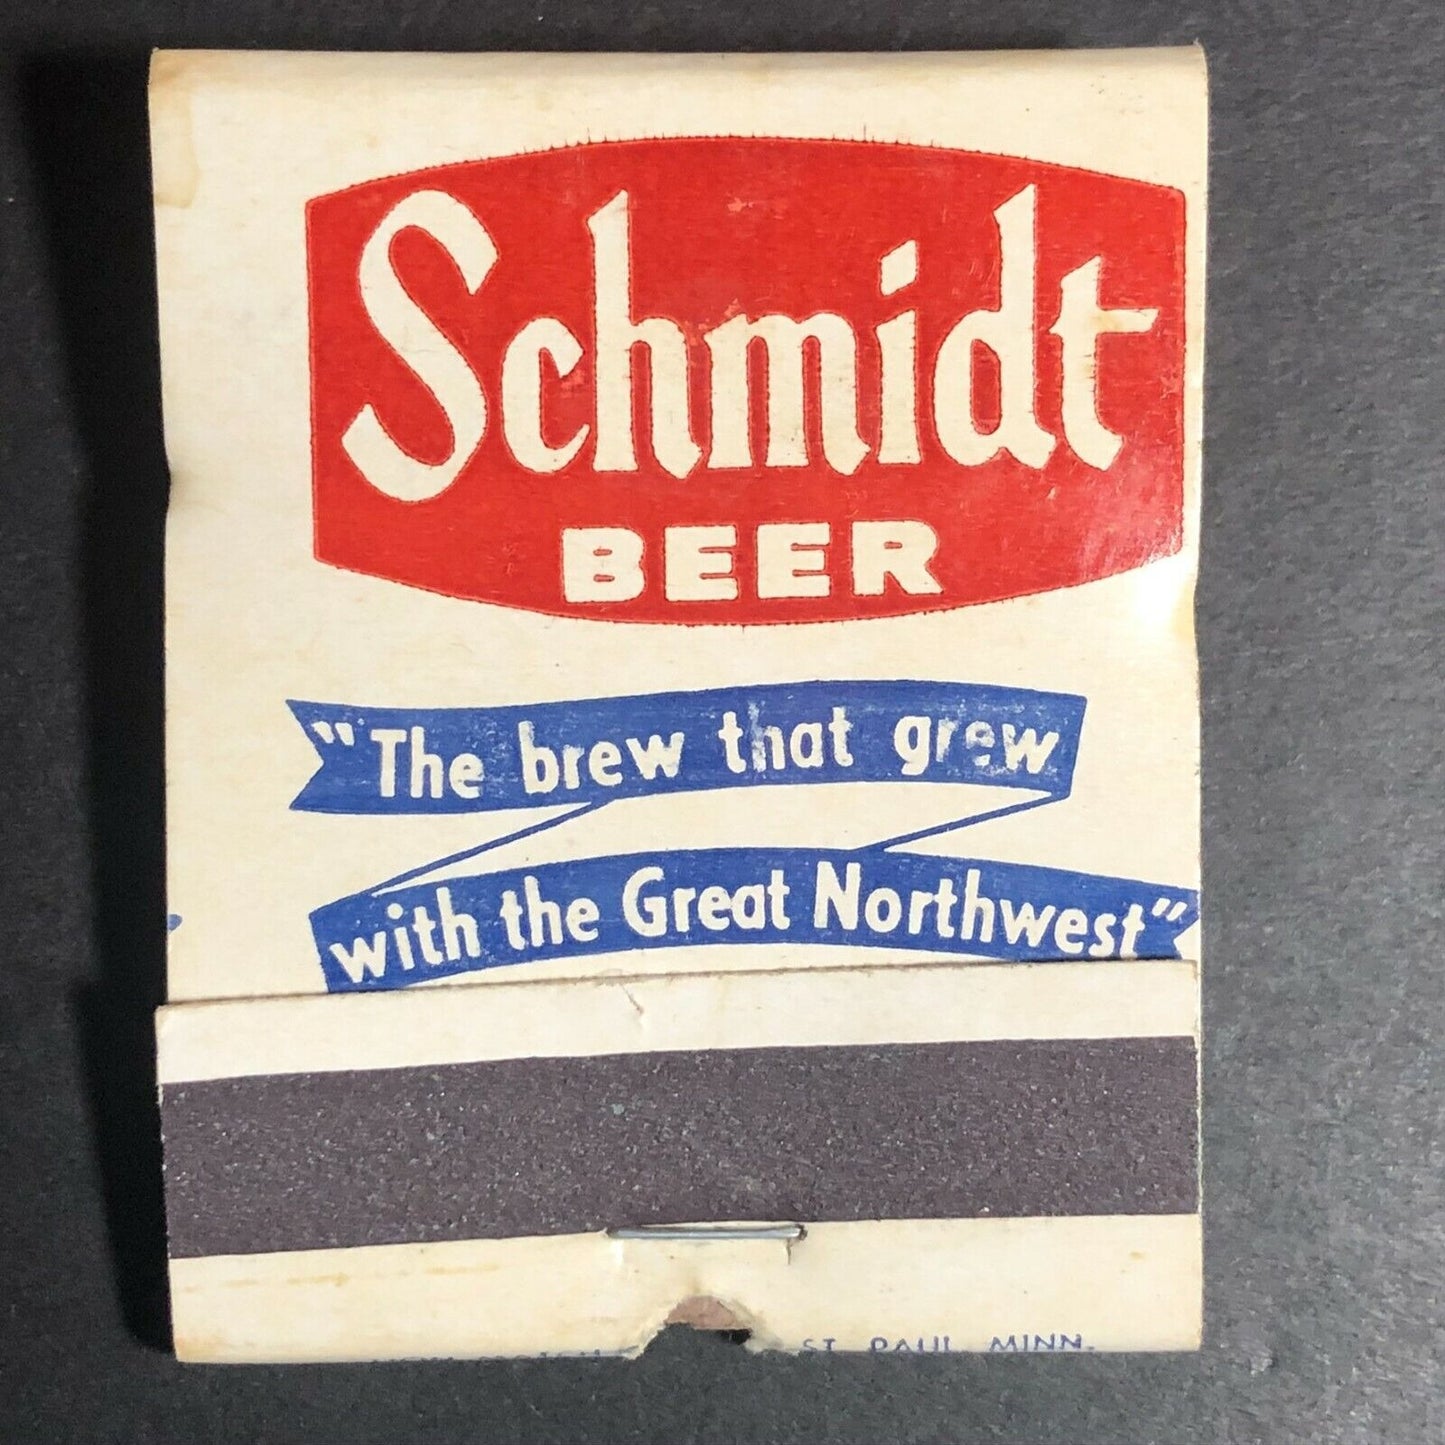 Schmidt
BEER
"The brew that grew
with the Great Northwest"
ST. PAUL, MINN.